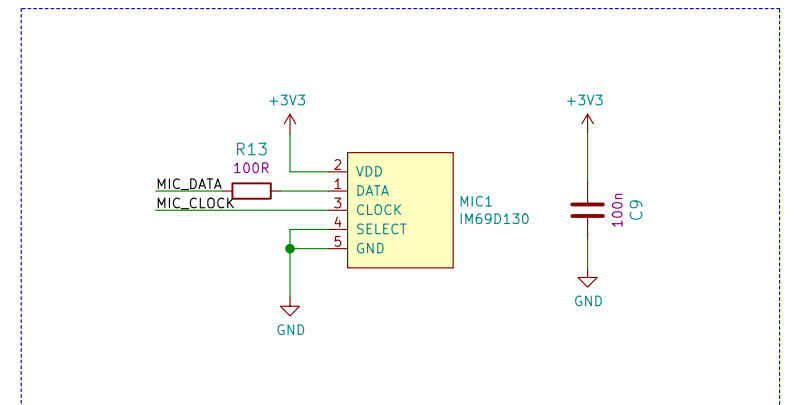 +3V3
+3V3
R13
100R
MIC_DATA
MIC_CLOCK
2 VDD
1 DATA
3 CLOCK
4 SELECT
5 GND
MIC1
IM69D130
100n
C9
GND
GND